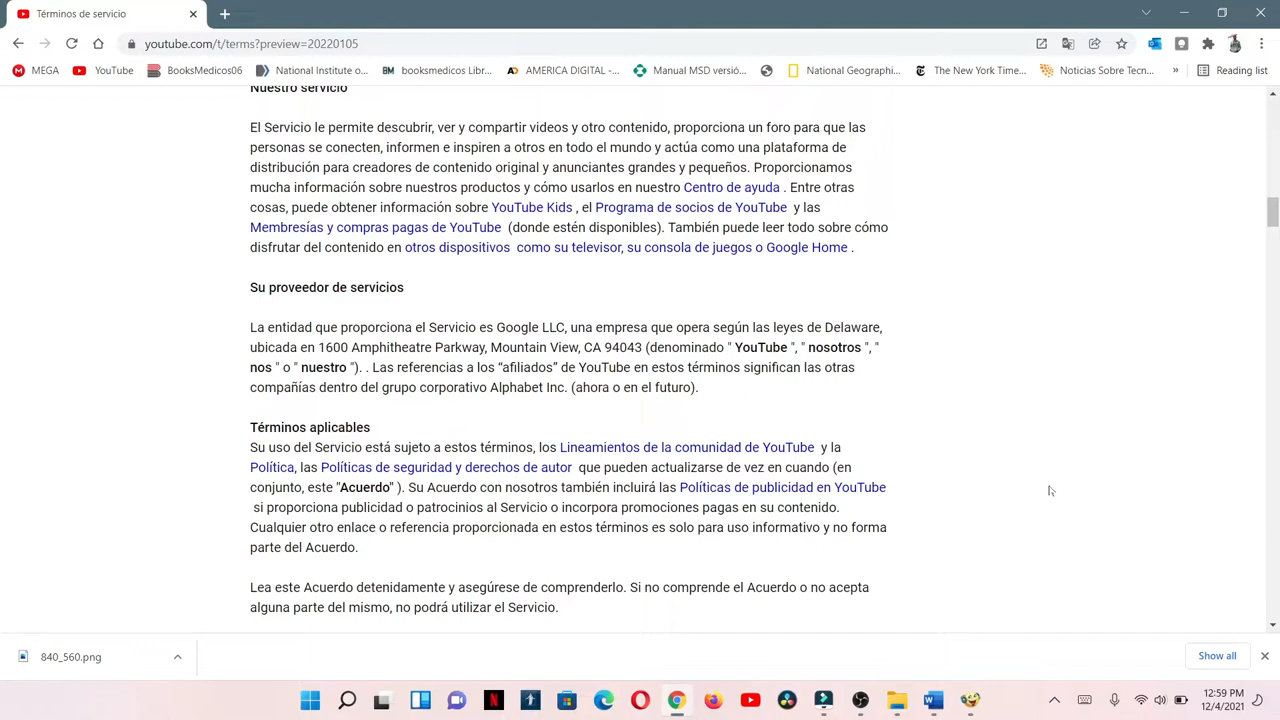 Términos de servicio
youtube.com/t/terms?preview=20220105
MEGA
YouTube
BooksMedicos06
National Institute o...
BM booksmedicos Libr...
AMERICA DIGITAL -...
Manual MSD versió...
National Geographi...
The New York Time...
Noticias Sobre Tecn...
»
Reading list
Nuestro servicio
El Servicio le permite descubrir, ver y compartir videos y otro contenido, proporciona un foro para que las
personas se conecten, informen e inspiren a otros en todo el mundo y actúa como una plataforma de
distribución para creadores de contenido original y anunciantes grandes y pequeños. Proporcionamos
mucha información sobre nuestros productos y cómo usarlos en nuestro Centro de ayuda . Entre otras
cosas, puede obtener información sobre YouTube Kids , el Programa de socios de YouTube y las
Membresías y compras pagas de YouTube (donde estén disponibles). También puede leer todo sobre cómo
disfrutar del contenido en otros dispositivos como su televisor, su consola de juegos o Google Home .
Su proveedor de servicios
La entidad que proporciona el Servicio es Google LLC, una empresa que opera según las leyes de Delaware,
ubicada en 1600 Amphitheatre Parkway, Mountain View, CA 94043 (denominado " YouTube ", " nosotros ", "
nos " o " nuestro "). . Las referencias a los “afiliados” de YouTube en estos términos significan las otras
compañías dentro del grupo corporativo Alphabet Inc. (ahora o en el futuro).
Términos aplicables
Su uso del Servicio está sujeto a estos términos, los Lineamientos de la comunidad de YouTube y la
Política, las Políticas de seguridad y derechos de autor que pueden actualizarse de vez en cuando (en
conjunto, este "Acuerdo" ). Su Acuerdo con nosotros también incluirá las Políticas de publicidad en YouTube
si proporciona publicidad o patrocinios al Servicio o incorpora promociones pagas en su contenido.
Cualquier otro enlace o referencia proporcionada en estos términos es solo para uso informativo y no forma
parte del Acuerdo.
Lea este Acuerdo detenidamente y asegúrese de comprenderlo. Si no comprende el Acuerdo o no acepta
alguna parte del mismo, no podrá utilizar el Servicio.
840_560.png
Show all
12:59 PM
12/4/2021